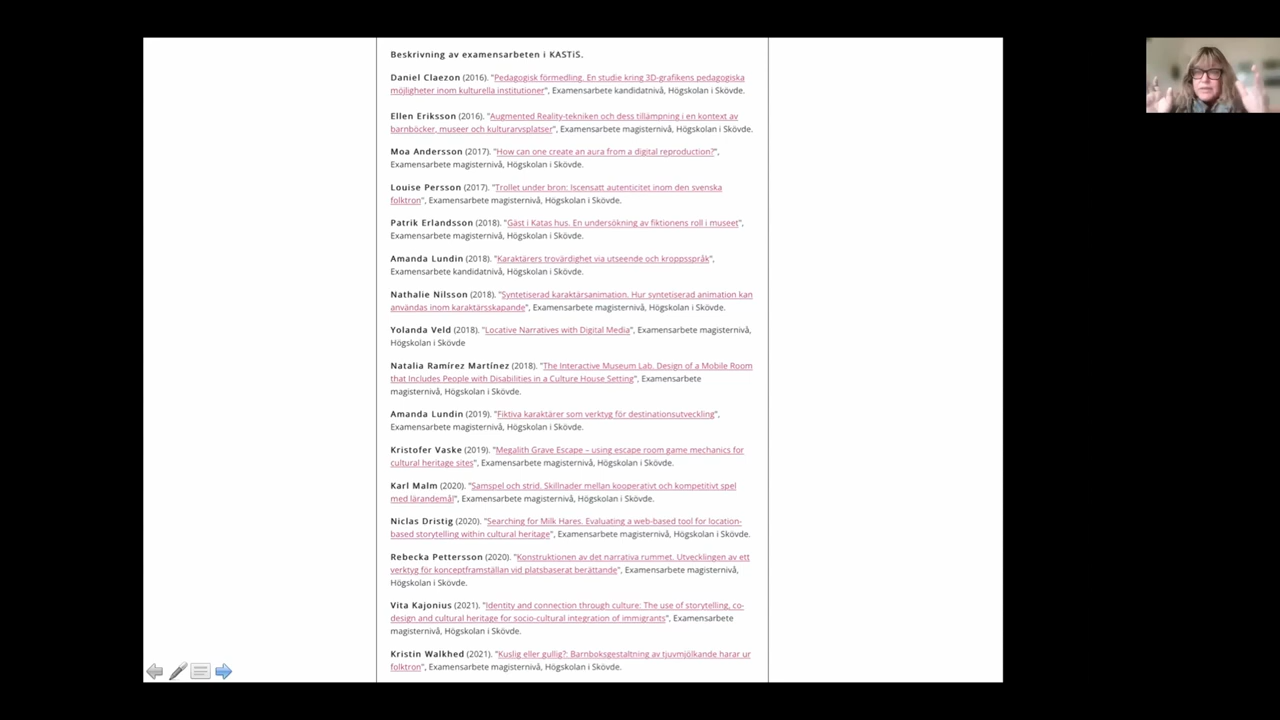 Beskrivning av examensarbeten i KASTiS.
Daniel Claezon (2016). "Pedagogisk förmedling. En studie kring 3D-grafikens pedagogiska
möjligheter inom kulturella institutioner", Examensarbete kandidatnivå, Högskolan i Skövde.
Ellen Eriksson (2016). "Augmented Reality-tekniken och dess tillämpning i en kontext av
barnböcker, museer och kulturarvsplatser", Examensarbete magisternivå, Högskolan i Skövde.
Moa Andersson (2017). "How can one create an aura from a digital reproduction?",
Examensarbete magisternivå, Högskolan i Skövde.
Louise Persson (2017). "Trollet under bron: Iscensatt autenticitet inom den svenska
folktron", Examensarbete magisternivå, Högskolan i Skövde.
Patrik Erlandsson (2018). "Gäst i Katas hus. En undersökning av fiktionens roll i museet",
Examensarbete magisternivå, Högskolan i Skövde.
Amanda Lundin (2018). "Karaktärers trovärdighet via utseende och kroppsspråk",
Examensarbete kandidatnivå, Högskolan i Skövde.
Nathalie Nilsson (2018). "Syntetiserad karaktärsanimation. Hur syntetiserad animation kan
användas inom karaktärsskapande", Examensarbete magisternivå, Högskolan i Skövde.
Yolanda Veld (2018). "Locative Narratives with Digital Media", Examensarbete magisternivå,
Högskolan i Skövde
Natalia Ramírez Martínez (2018). "The Interactive Museum Lab. Design of a Mobile Room
that Includes People with Disabilities in a Culture House Setting", Examensarbete
magisternivå, Högskolan i Skövde.
Amanda Lundin (2019). "Fiktiva karaktärer som verktyg för destinationsutveckling",
Examensarbete magisternivå, Högskolan i Skövde.
Kristofer Vaske (2019). "Megalith Grave Escape – using escape room game mechanics for
cultural heritage sites", Examensarbete magisternivå, Högskolan i Skövde.
Karl Malm (2020). "Samspel och strid. Skillnader mellan kooperativt och kompetitivt spel
med lärandemål", Examensarbete magisternivå, Högskolan i Skövde.
Niclas Dristig (2020). "Searching for Milk Hares. Evaluating a web-based tool for location-
based storytelling within cultural heritage", Examensarbete magisternivå, Högskolan i Skövde.
Rebecka Pettersson (2020). "Konstruktionen av det narrativa rummet. Utvecklingen av ett
verktyg för konceptframställan vid platsbaserat berättande", Examensarbete magisternivå,
Högskolan i Skövde.
Vita Kajonius (2021). "Identity and connection through culture: The use of storytelling, co-
design and cultural heritage for socio-cultural integration of immigrants", Examensarbete
magisternivå, Högskolan i Skövde.
Kristin Walkhed (2021). "Kuslig eller gullig?: Barnboksgestaltning av tjuvmjölkande harar ur
folktron", Examensarbete magisternivå, Högskolan i Skövde.